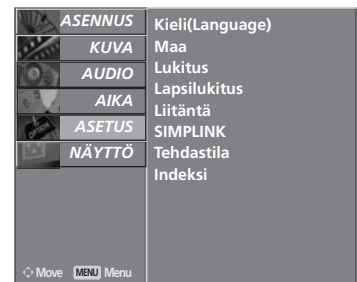 ASENNUS
KUVA
AUDIO
AIKA
ASETUS
NÄYTTÖ
Kieli(Language)
Maa
Lukitus
Lapsilukitus
Liitäntä
SIMPLINK
Tehdastila
Indeksi
Move MENU Menu